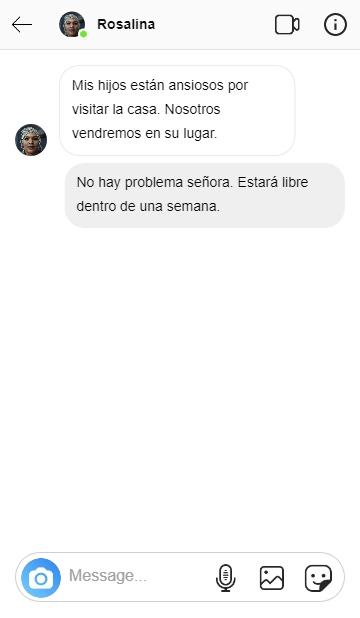 Rosalina
Mis hijos están ansiosos por
visitar la casa. Nosotros
vendremos en su lugar.
No hay problema señora. Estará libre
dentro de una semana.
Message...